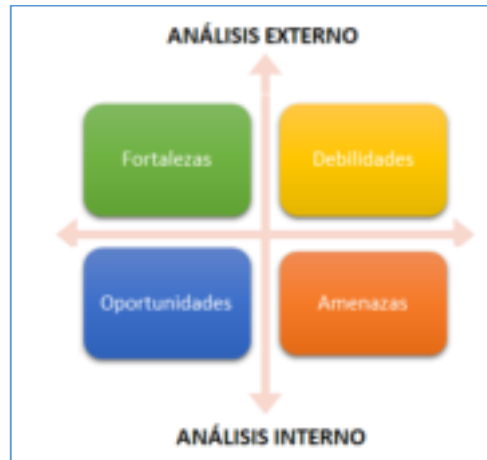 ANÁLISIS EXTERNO
Fortalezas
Debilidades
Oportunidades
Amenazas
ANÁLISIS INTERNO